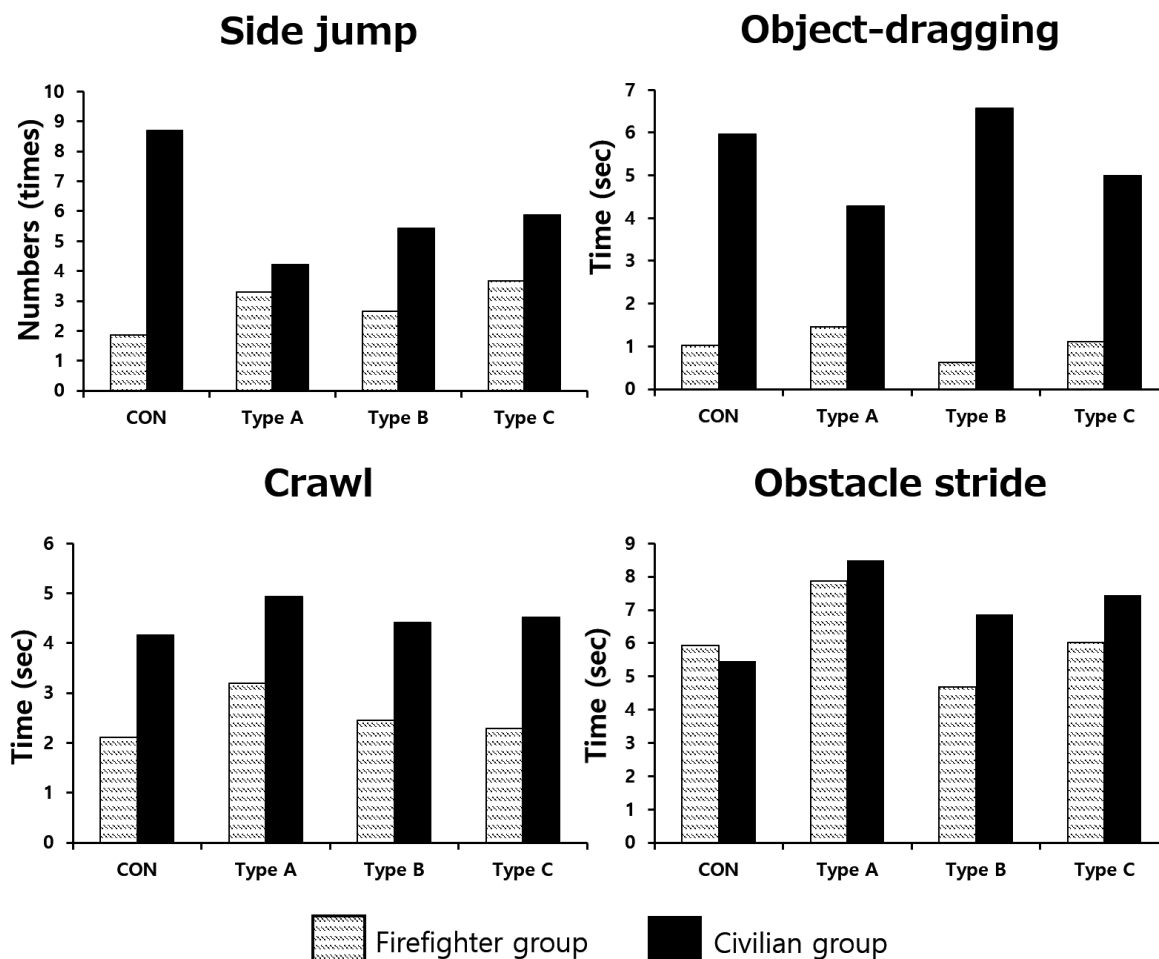 Side jump
Numbers (times)
10
9
8
7
6
5
4
3
2
1
0
CON Type A Type B Type C
Object-dragging
Time (sec)
7
6
5
4
3
2
1
0
CON Type A Type B Type C
Crawl
Time (sec)
6
5
4
3
2
1
0
CON Type A Type B Type C
Obstacle stride
Time (sec)
9
8
7
6
5
4
3
2
1
0
CON Type A Type B Type C
Firefighter group Civilian group